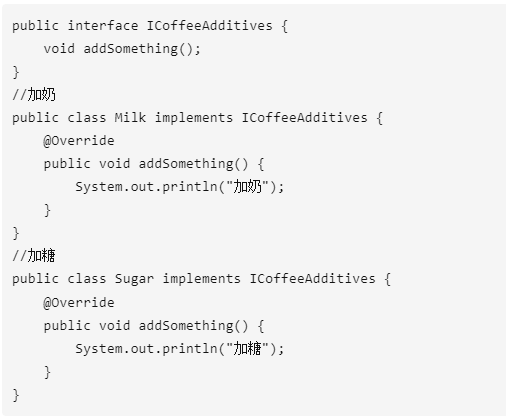 public interface ICoffeeAdditives {
    void addSomething();
}
//加奶
public class Milk implements ICoffeeAdditives {
    @Override
    public void addSomething() {
        System.out.println("加奶");
    }
}
//加糖
public class Sugar implements ICoffeeAdditives {
    @Override
    public void addSomething() {
        System.out.println("加糖");
    }
}